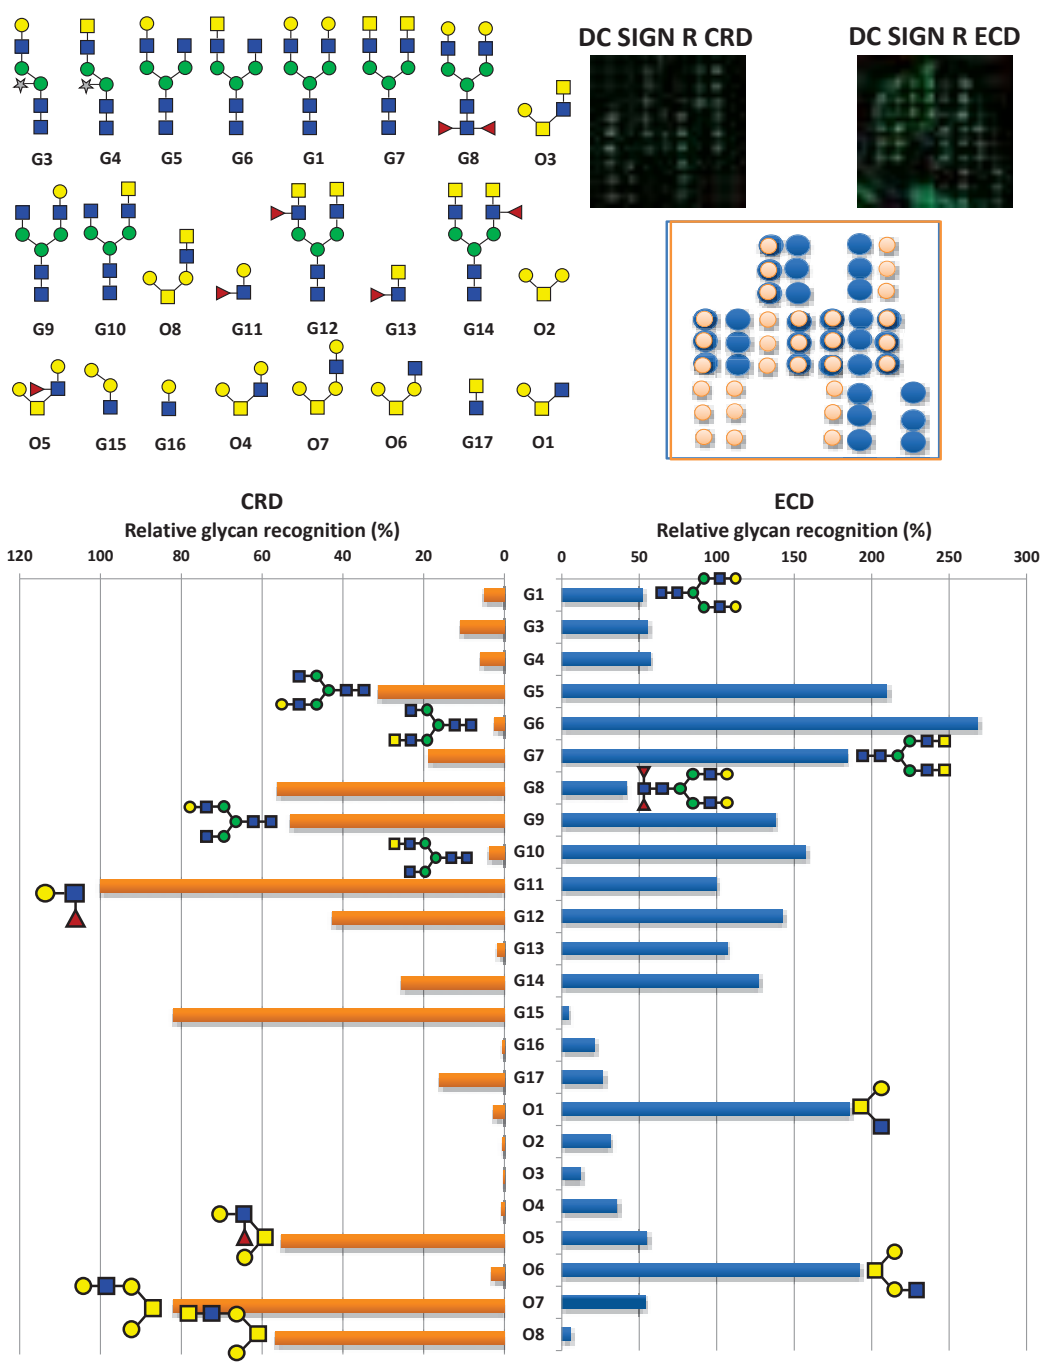 DC SIGN R CRD
DC SIGN R ECD
G3 G4 G5 G6 G1 G7 G8 O3
G9 G10 O8 G11 G12 G13 G14 O2
O5 G15 G16 O4 O7 O6 G17 O1
CRD
Relative glycan recognition (%)
120 100 80 60 40 20 0
ECD
Relative glycan recognition (%)
0 50 100 150 200 250 300
G1
G3
G4
G5
G6
G7
G8
G9
G10
G11
G12
G13
G14
G15
G16
G17
O1
O2
O3
O4
O5
O6
O7
O8